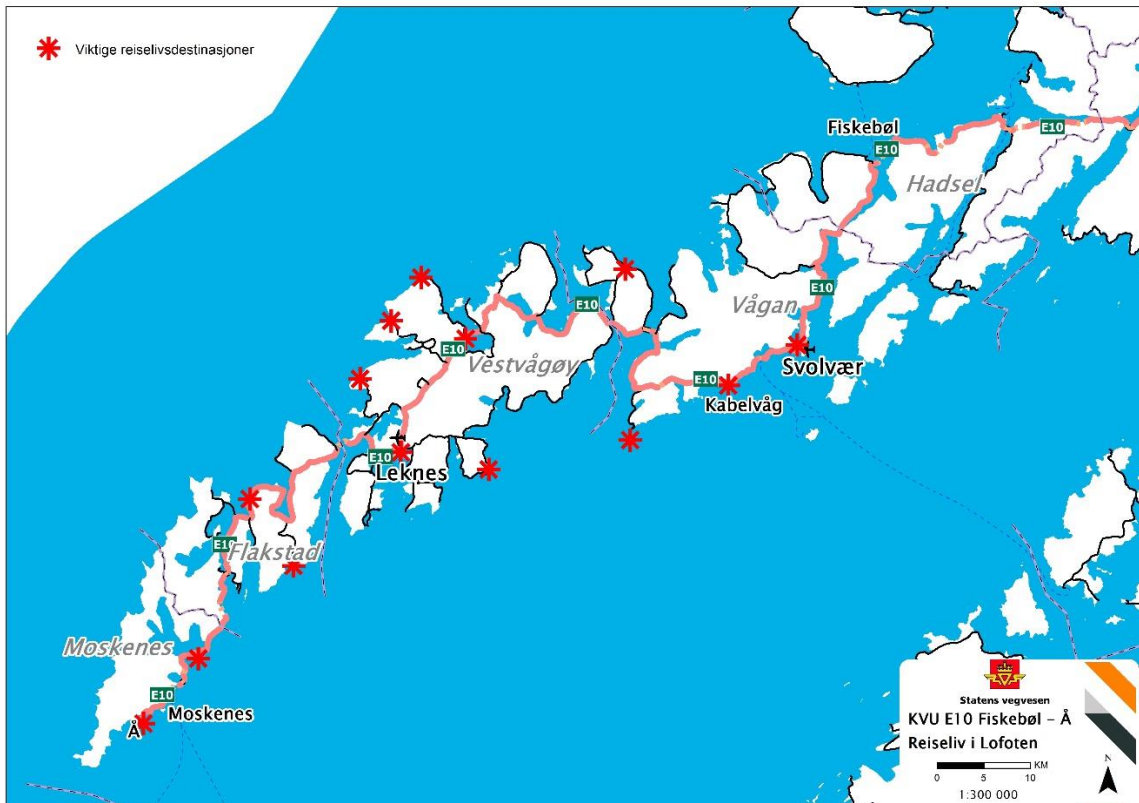 Viktige reiselivsdestinasjoner
Fiskebøl
E10
E10
Hadsel
E10
E10
Vågan
E10
Vestvågøy
Svolvær
E10
Kabelvåg
E10
Leknes
E10
Flakstad
Moskenes
E10
Moskenes
Å
Statens vegvesen
KVU E10 Fiskebøl – Å
Reiseliv i Lofoten
N
KM
0 5 10
1:300 000